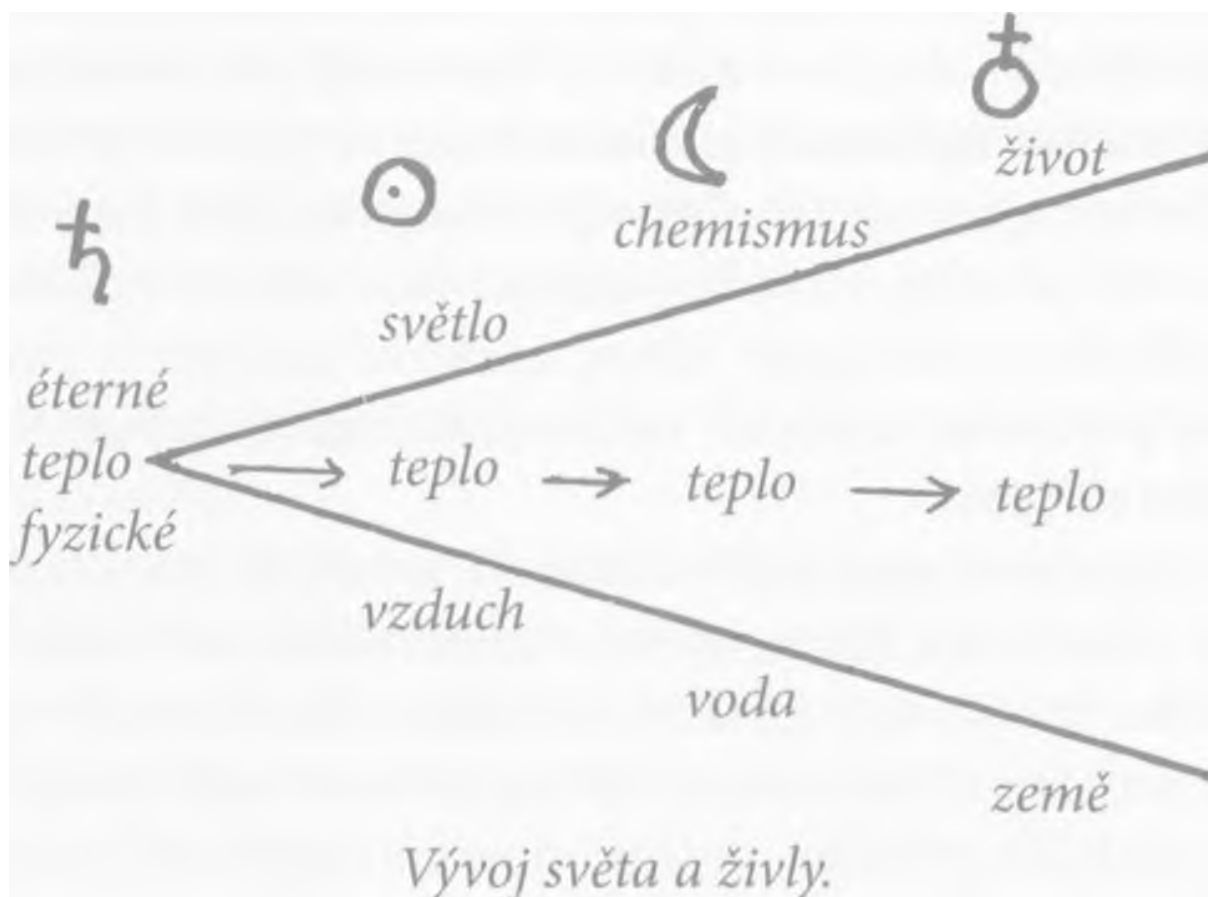 život
chemismus
světlo
éterné
teplo teplo teplo teplo
fyzické
vzduch
voda
země
Vývoj světa a živly.